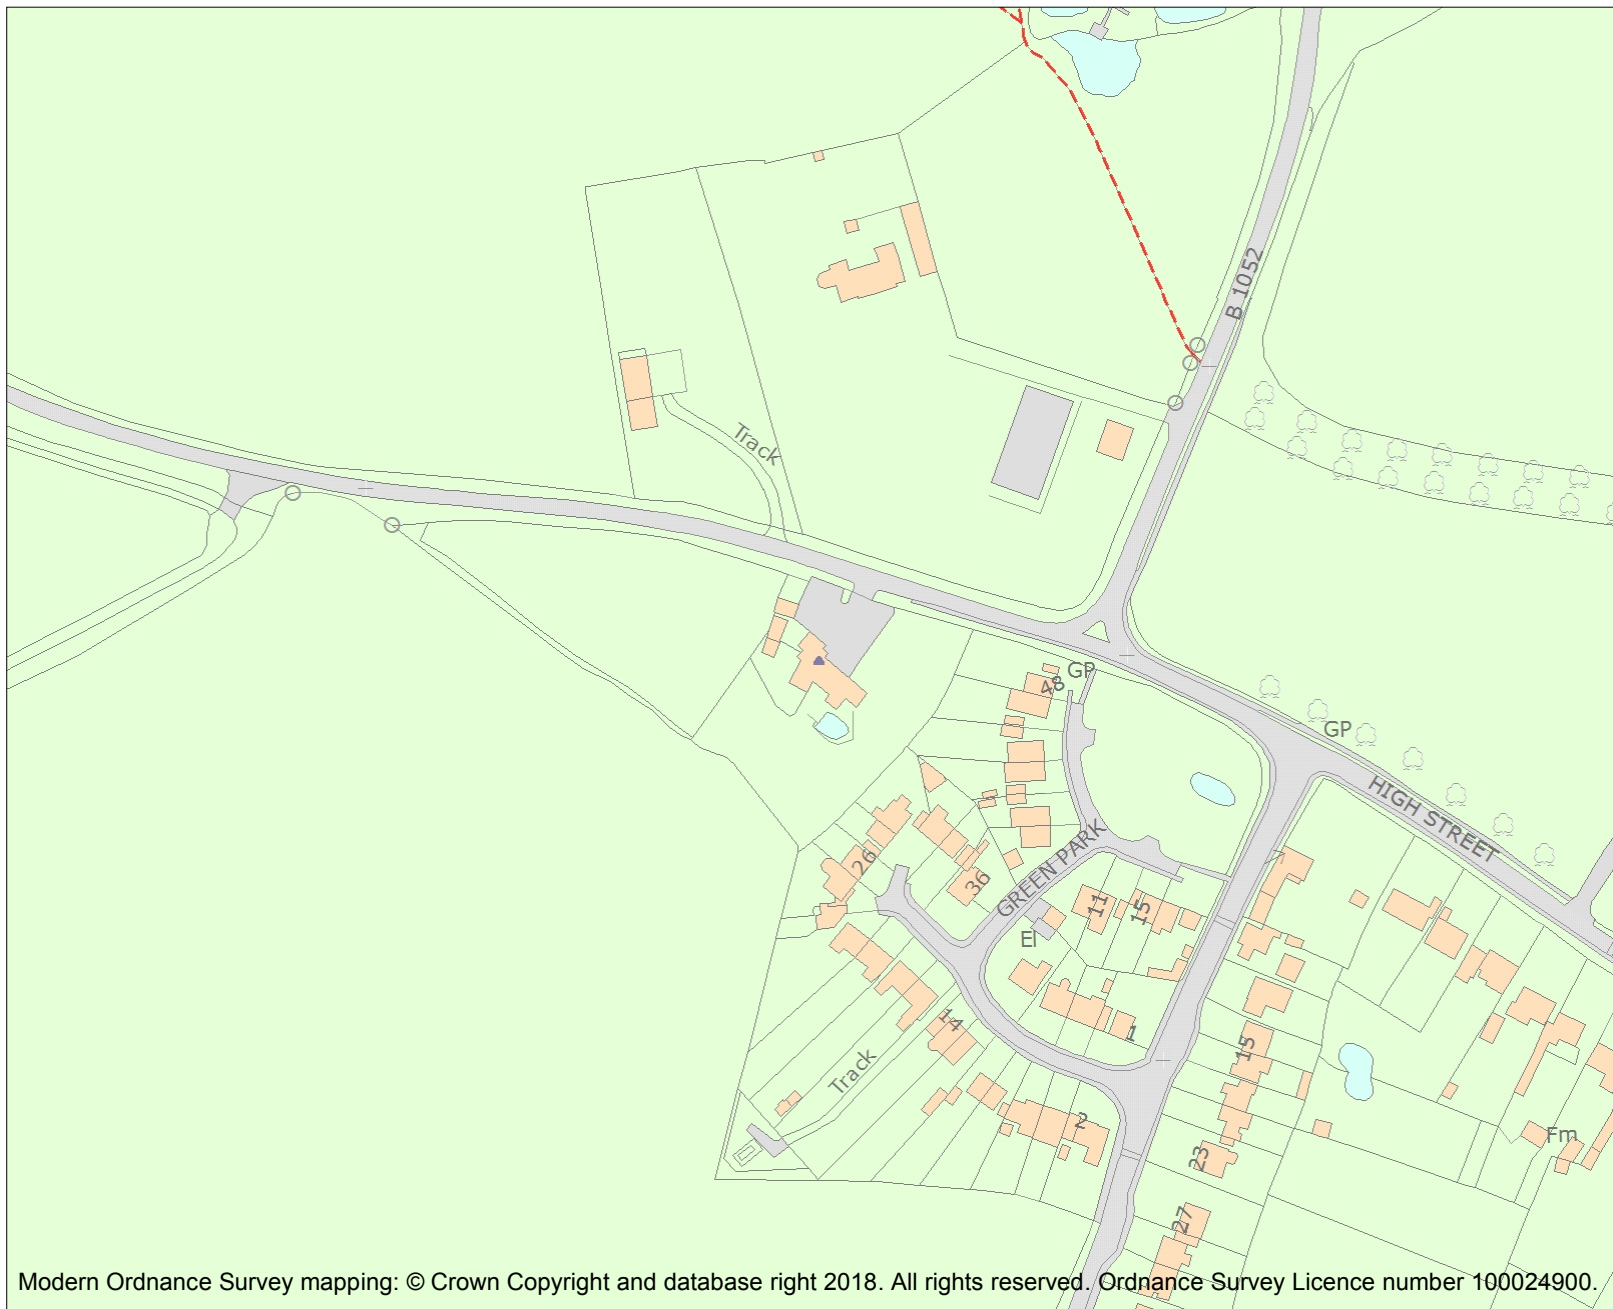 B 1052
Track
GP
48
GP
HIGH STREET
GREEN PARK
26
36
11
15
El
14
1
15
Track
2
Fm
23
27
Modern Ordnance Survey mapping: © Crown Copyright and database right 2018. All rights reserved. Ordnance Survey Licence number 100024900.